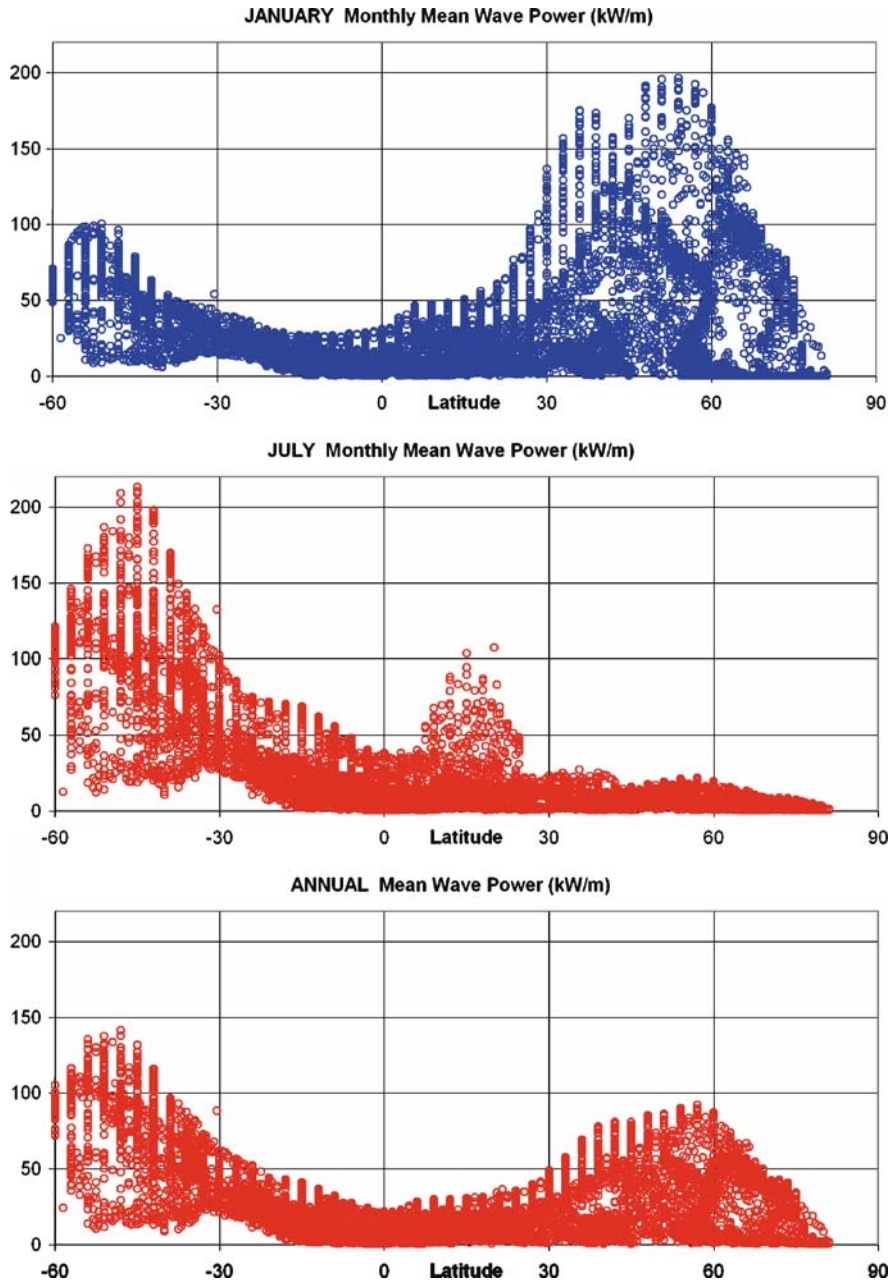 JANUARY Monthly Mean Wave Power (kW/m)
200
150
100
50
0
-60 -30 0 Latitude 30 60 90
JULY Monthly Mean Wave Power (kW/m)
200
150
100
50
0
-60 -30 0 Latitude 30 60 90
ANNUAL Mean Wave Power (kW/m)
200
150
100
50
0
-60 -30 0 Latitude 30 60 90